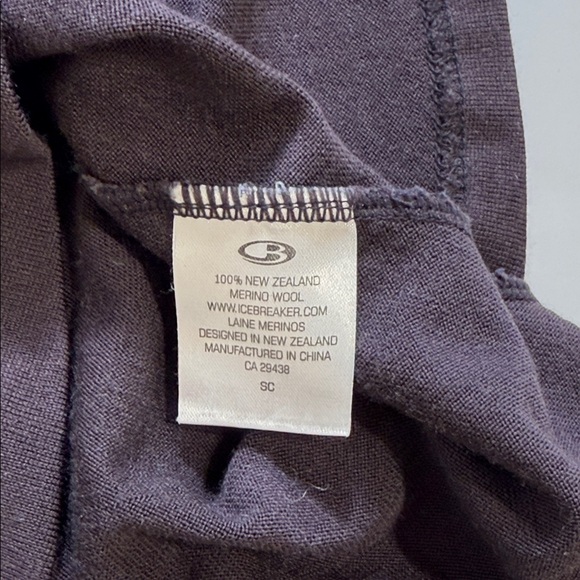 100% NEW ZEALAND
MERINO WOOL
WWW.ICEBREAKER.COM
LAINE MERINOS
DESIGNED IN NEW ZEALAND
MANUFACTURED IN CHINA
CA 29438
SC